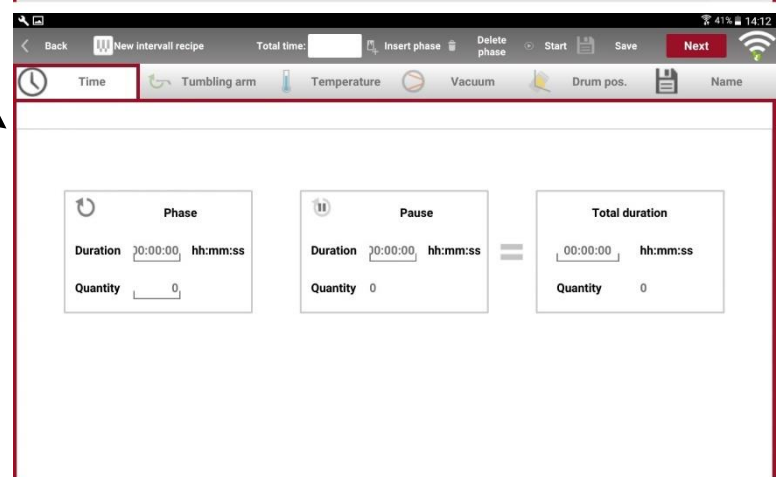 41% 14:12
Back New intervall recipe Total time: Insert phase Delete phase Start Save Next
Time Tumbling arm Temperature Vacuum Drum pos. Name
Phase Pause Total duration
Duration 00:00:00 hh:mm:ss Duration 00:00:00 hh:mm:ss 00:00:00 hh:mm:ss
Quantity 0 Quantity 0 Quantity 0